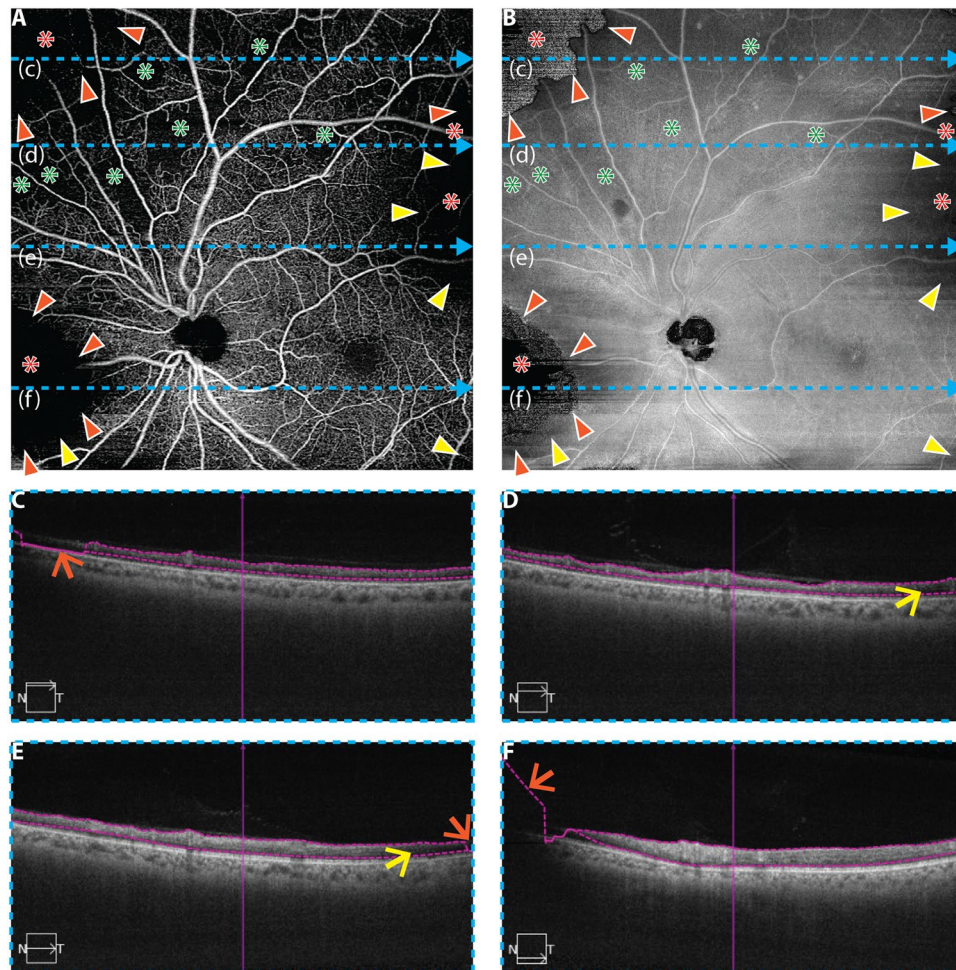 A B
(c) (c)
(d) (d)
(e) (e)
(f) (f)
C D
N T N T
E F
N T N T